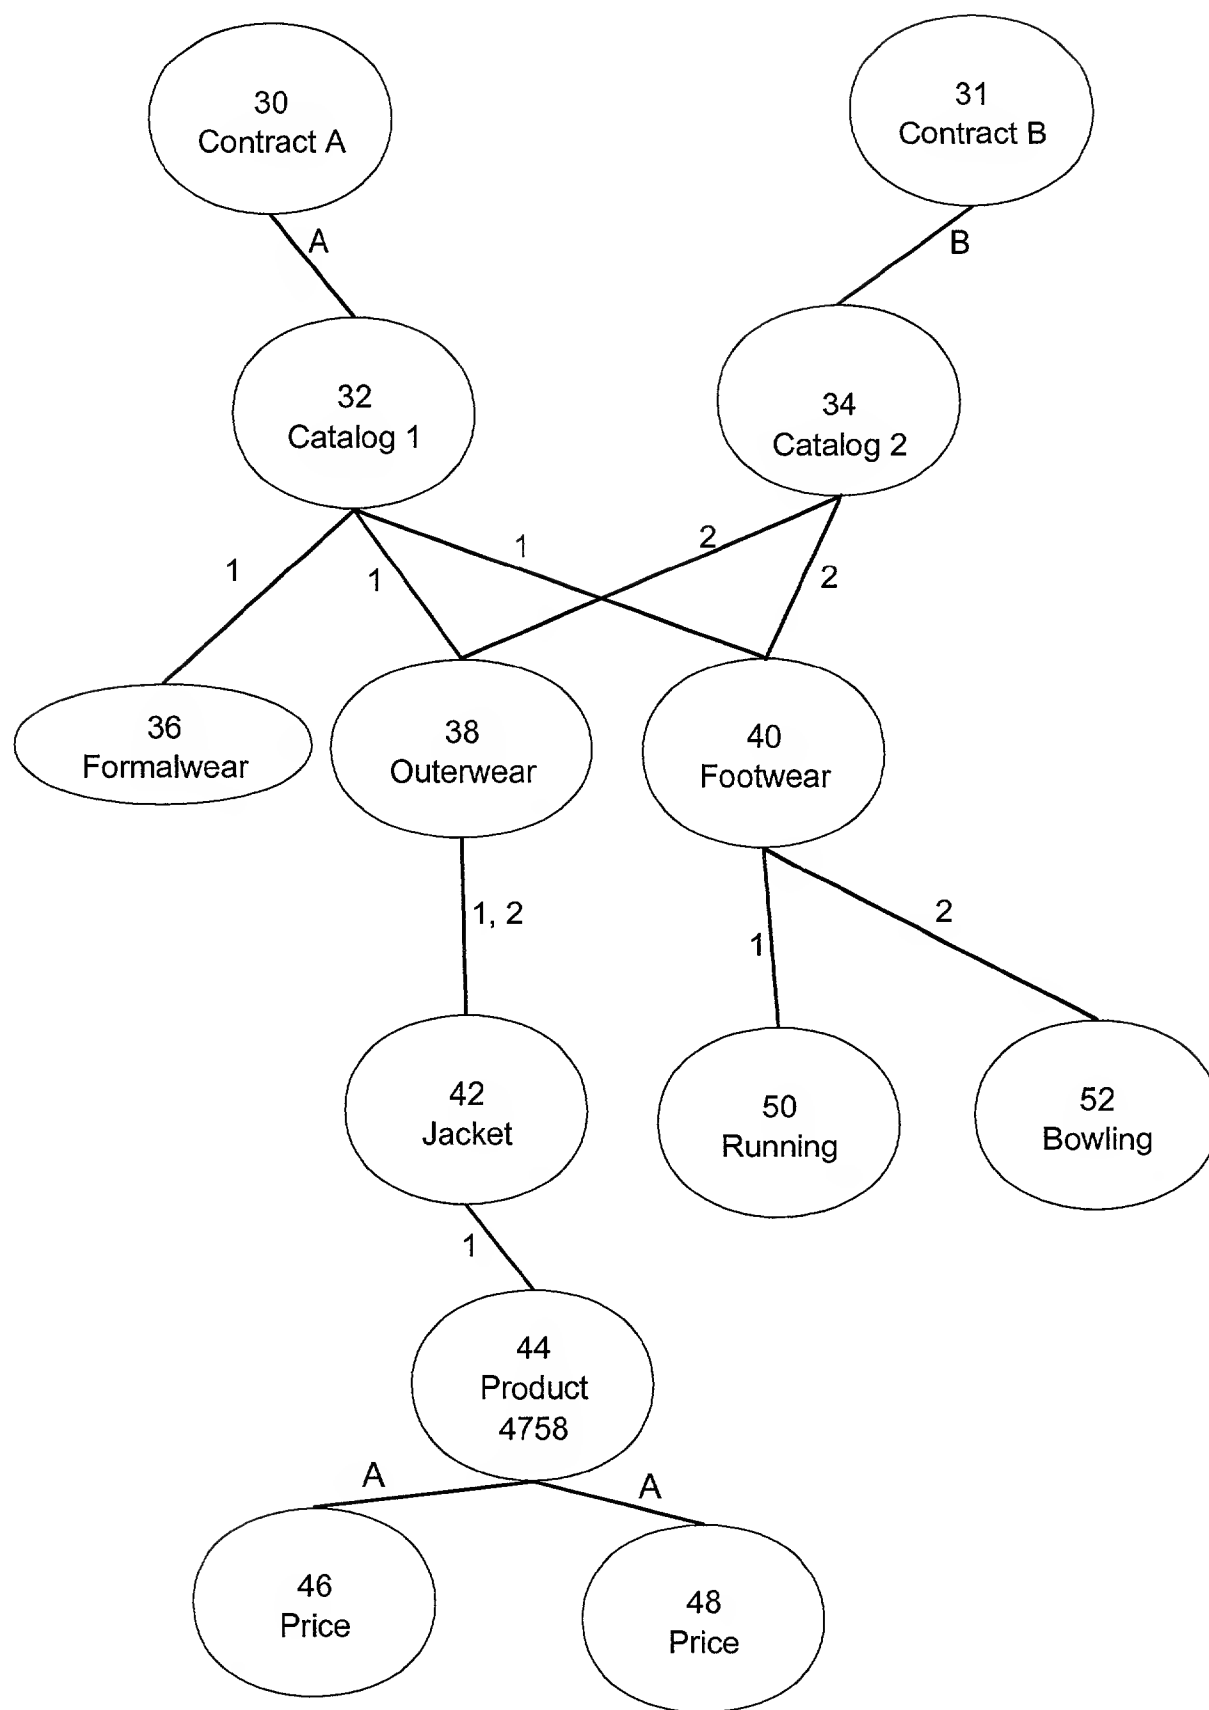 30
Contract A
31
Contract B
A
B
32
Catalog 1
34
Catalog 2
1
1
1
2
2
36
Formalwear
38
Outerwear
40
Footwear
1, 2
1
2
42
Jacket
50
Running
52
Bowling
1
44
Product
4758
A
A
46
Price
48
Price